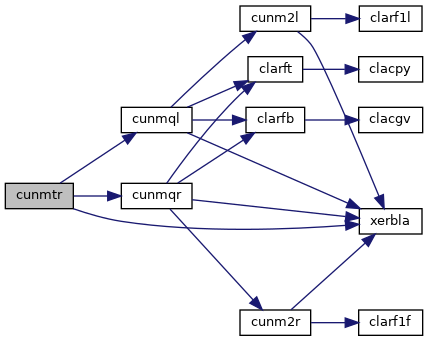 cunm2l
clarf1l
clarft
clacpy
cunmql
clarfb
clacgv
cunmtr
cunmqr
xerbla
cunm2r
clarf1f